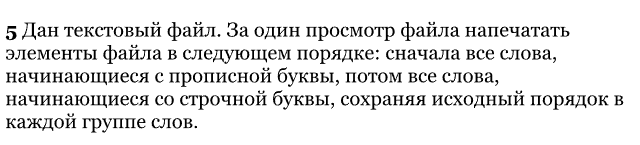 5 Дан текстовый файл. За один просмотр файла напечатать
элементы файла в следующем порядке: сначала все слова,
начинающиеся с прописной буквы, потом все слова,
начинающиеся со строчной буквы, сохраняя исходный порядок в
каждой группе слов.